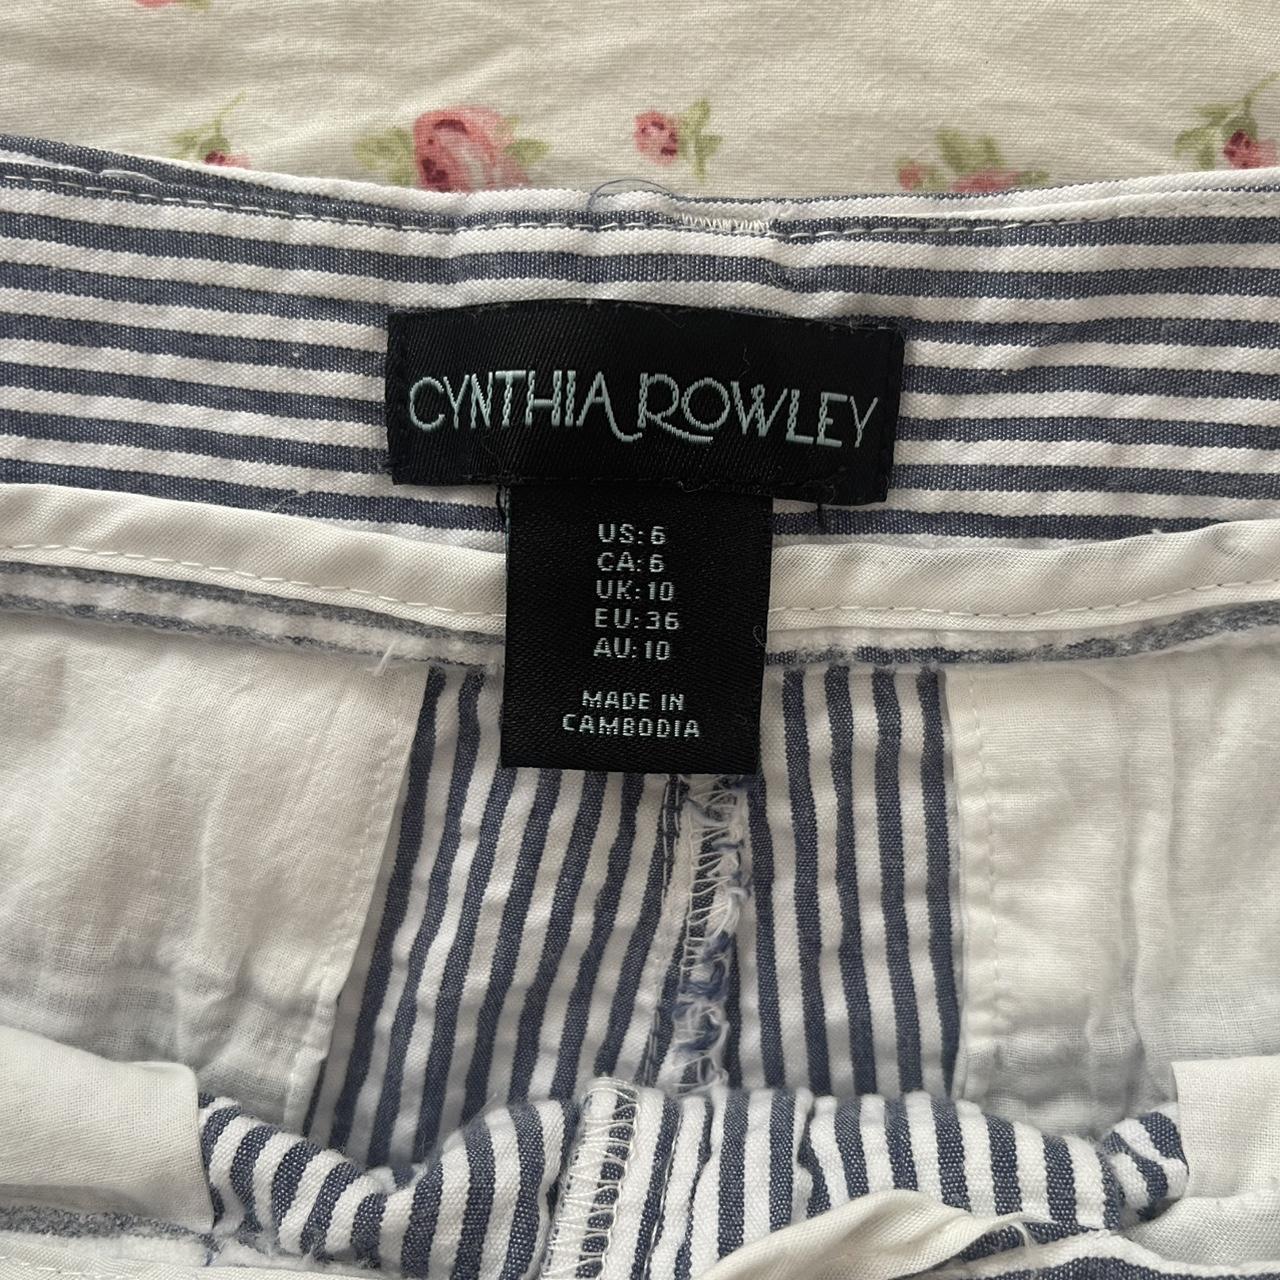 CYNTHIA ROWLEY
US: 6
CA: 6
UK: 10
EU: 36
AU: 10
MADE IN
CAMBODIA